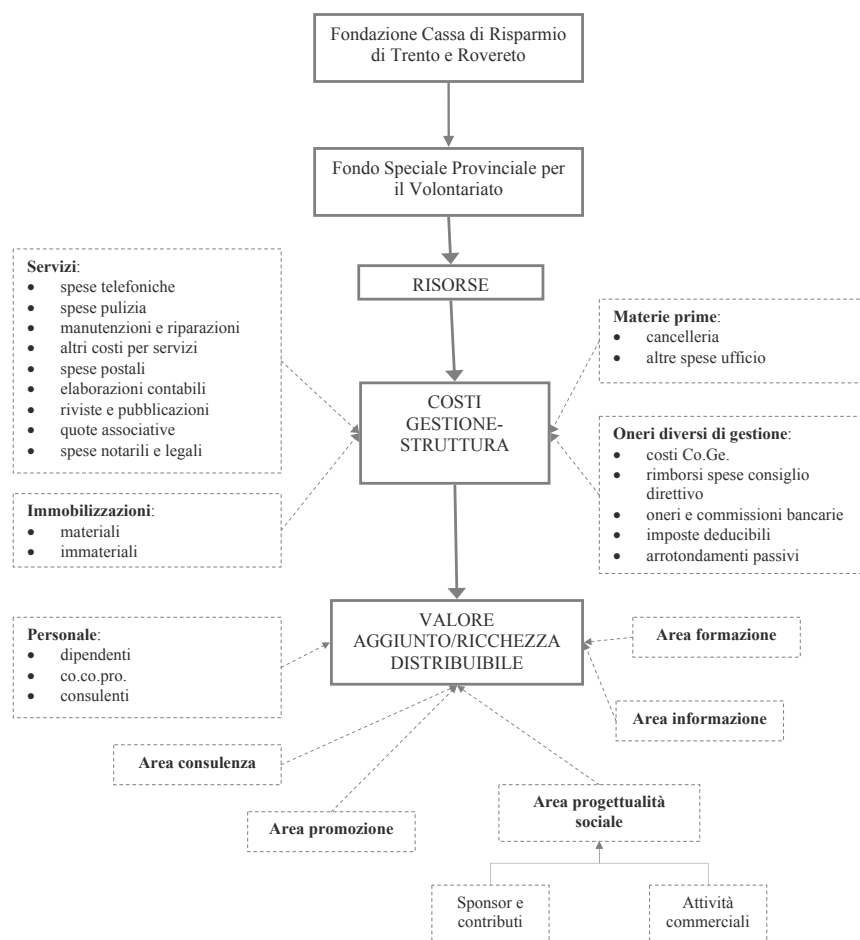 Fondazione Cassa di Risparmio
di Trento e Rovereto
Fondo Speciale Provinciale per
il Volontariato
RISORSE
Servizi:
• spese telefoniche
• spese pulizia
• manutenzioni e riparazioni
• altri costi per servizi
• spese postali
• elaborazioni contabili
• riviste e pubblicazioni
• quote associative
• spese notarili e legali
Materie prime:
• cancelleria
• altre spese ufficio
COSTI
GESTIONE-
STRUTTURA
Oneri diversi di gestione:
• costi Co.Ge.
• rimborsi spese consiglio
direttivo
• oneri e commissioni bancarie
• imposte deducibili
• arrotondamenti passivi
Immobilizzazioni:
• materiali
• immateriali
VALORE
AGGIUNTO/RICCHEZZA
DISTRIBUIBILE
Personale:
• dipendenti
• co.co.pro.
• consulenti
Area formazione
Area informazione
Area consulenza
Area promozione
Area progettualità
sociale
Sponsor e
contributi
Attività
commerciali